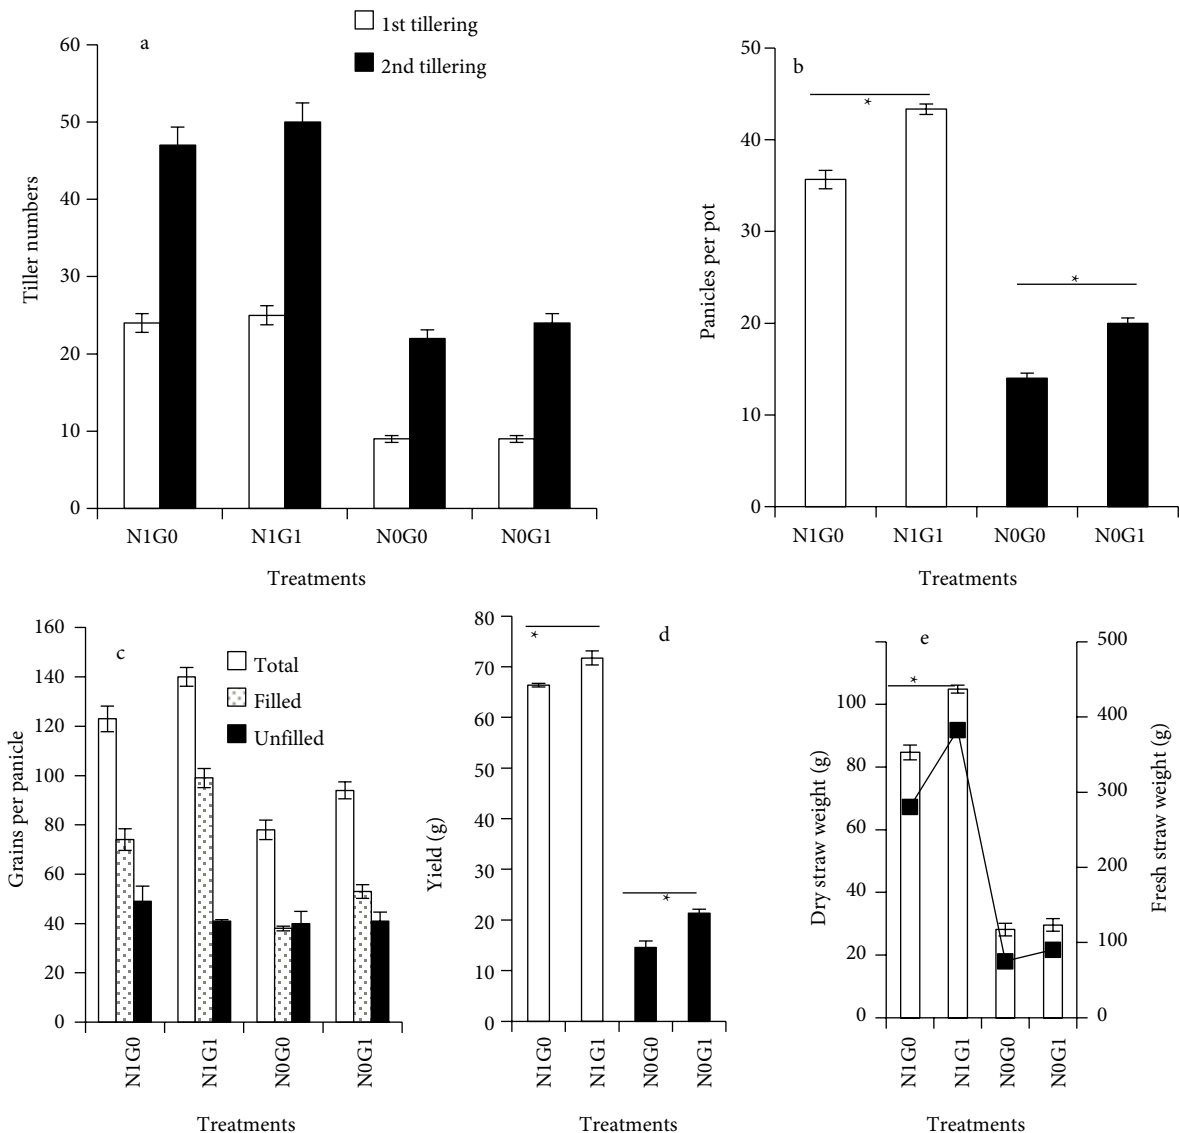 a
1st tillering
2nd tillering
60
50
40
30
20
10
0
Tiller numbers
N1G0 N1G1 N0G0 N0G1
Treatments
b
50
40
30
20
10
0
Panicles per pot
*
*
N1G0 N1G1 N0G0 N0G1
Treatments
c
Total
Filled
Unfilled
160
140
120
100
80
60
40
20
0
Grains per panicle
N1G0 N1G1 N0G0 N0G1
Treatments
d
80
70
60
50
40
30
20
10
0
Yield (g)
*
*
N1G0 N1G1 N0G0 N0G1
Treatments
e
100
80
60
40
20
0
Dry straw weight (g)
*
500
400
300
200
100
0
Fresh straw weight (g)
N1G0 N1G1 N0G0 N0G1
Treatments